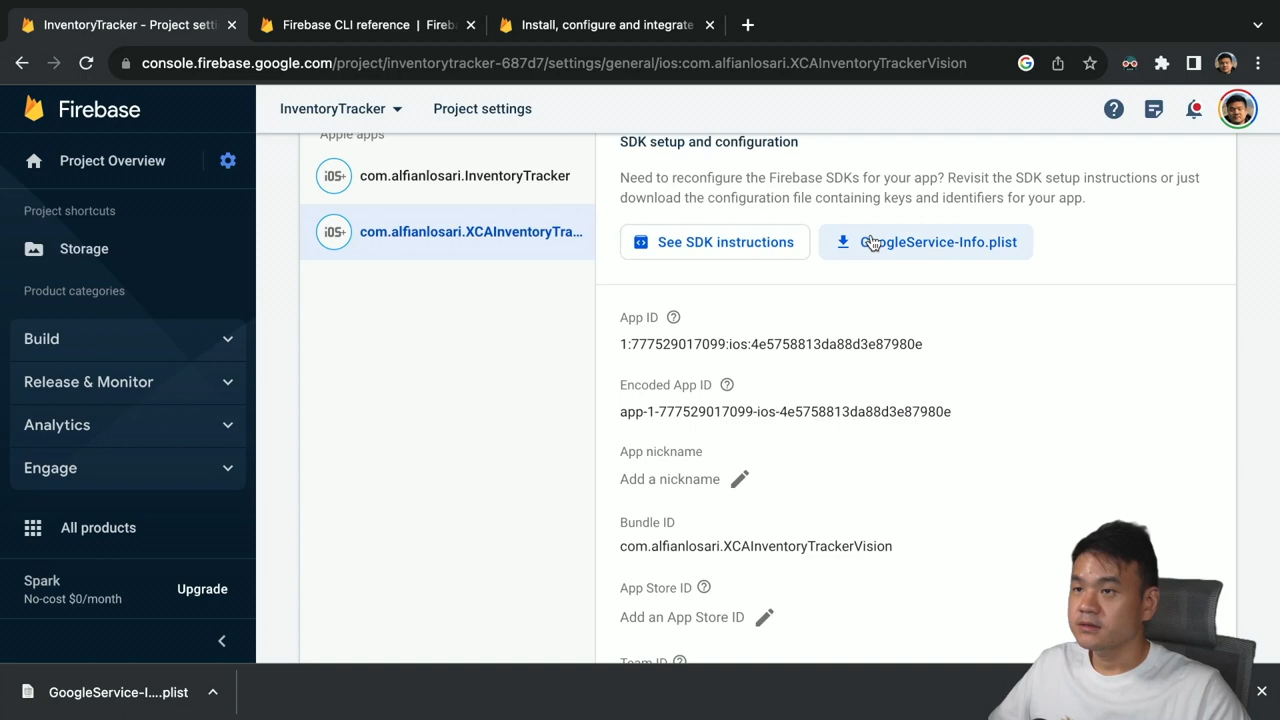 InventoryTracker - Project setti
Firebase CLI reference | Fireb
Install, configure and integrate
console.firebase.google.com/project/inventorytracker-687d7/settings/general/ios:com.alfianlosari.XCAInventoryTrackerVision
Firebase
InventoryTracker
Project settings
Project Overview
Project shortcuts
Storage
Product categories
Build
Release & Monitor
Analytics
Engage
All products
Spark
No-cost $0/month
Upgrade
Apple apps
iOS+
com.alfianlosari.InventoryTracker
iOS+
com.alfianlosari.XCAInventoryTra...
SDK setup and configuration
Need to reconfigure the Firebase SDKs for your app? Revisit the SDK setup instructions or just
download the configuration file containing keys and identifiers for your app.
See SDK instructions
GoogleService-Info.plist
App ID
1:777529017099:ios:4e5758813da88d3e87980e
Encoded App ID
app-1-777529017099-ios-4e5758813da88d3e87980e
App nickname
Add a nickname
Bundle ID
com.alfianlosari.XCAInventoryTrackerVision
App Store ID
Add an App Store ID
Team ID
GoogleService-I....plist